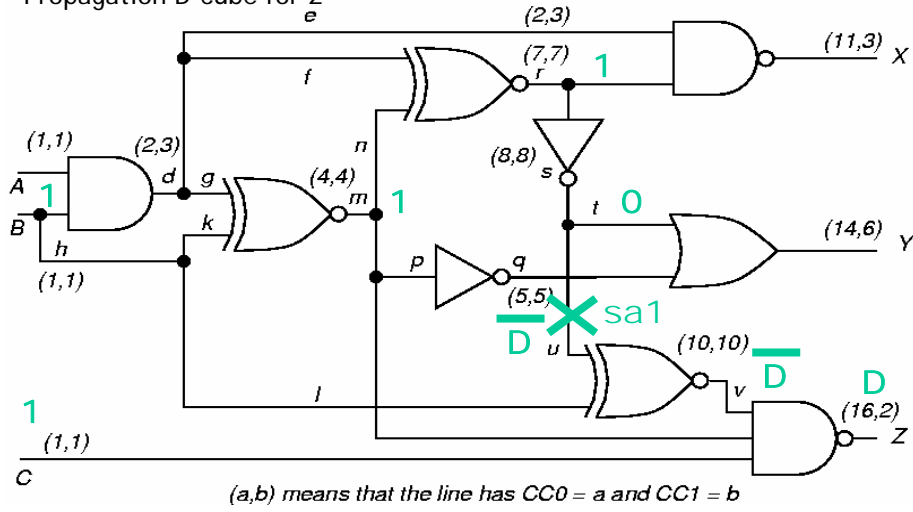 Propagation D-cube for Z
e
(2,3)
(11,3)
X
f
(7,7)
r
1
(1,1)
(2,3)
n
(8,8)
s
A
d
g
(4,4)
m
1
t
0
1
B
k
(14,6)
Y
h
p
q
(1,1)
(5,5)
sa1
D
u
(10,10)
D
D
1
l
v
(16,2)
(1,1)
Z
C
(a,b) means that the line has CC0 = a and CC1 = b